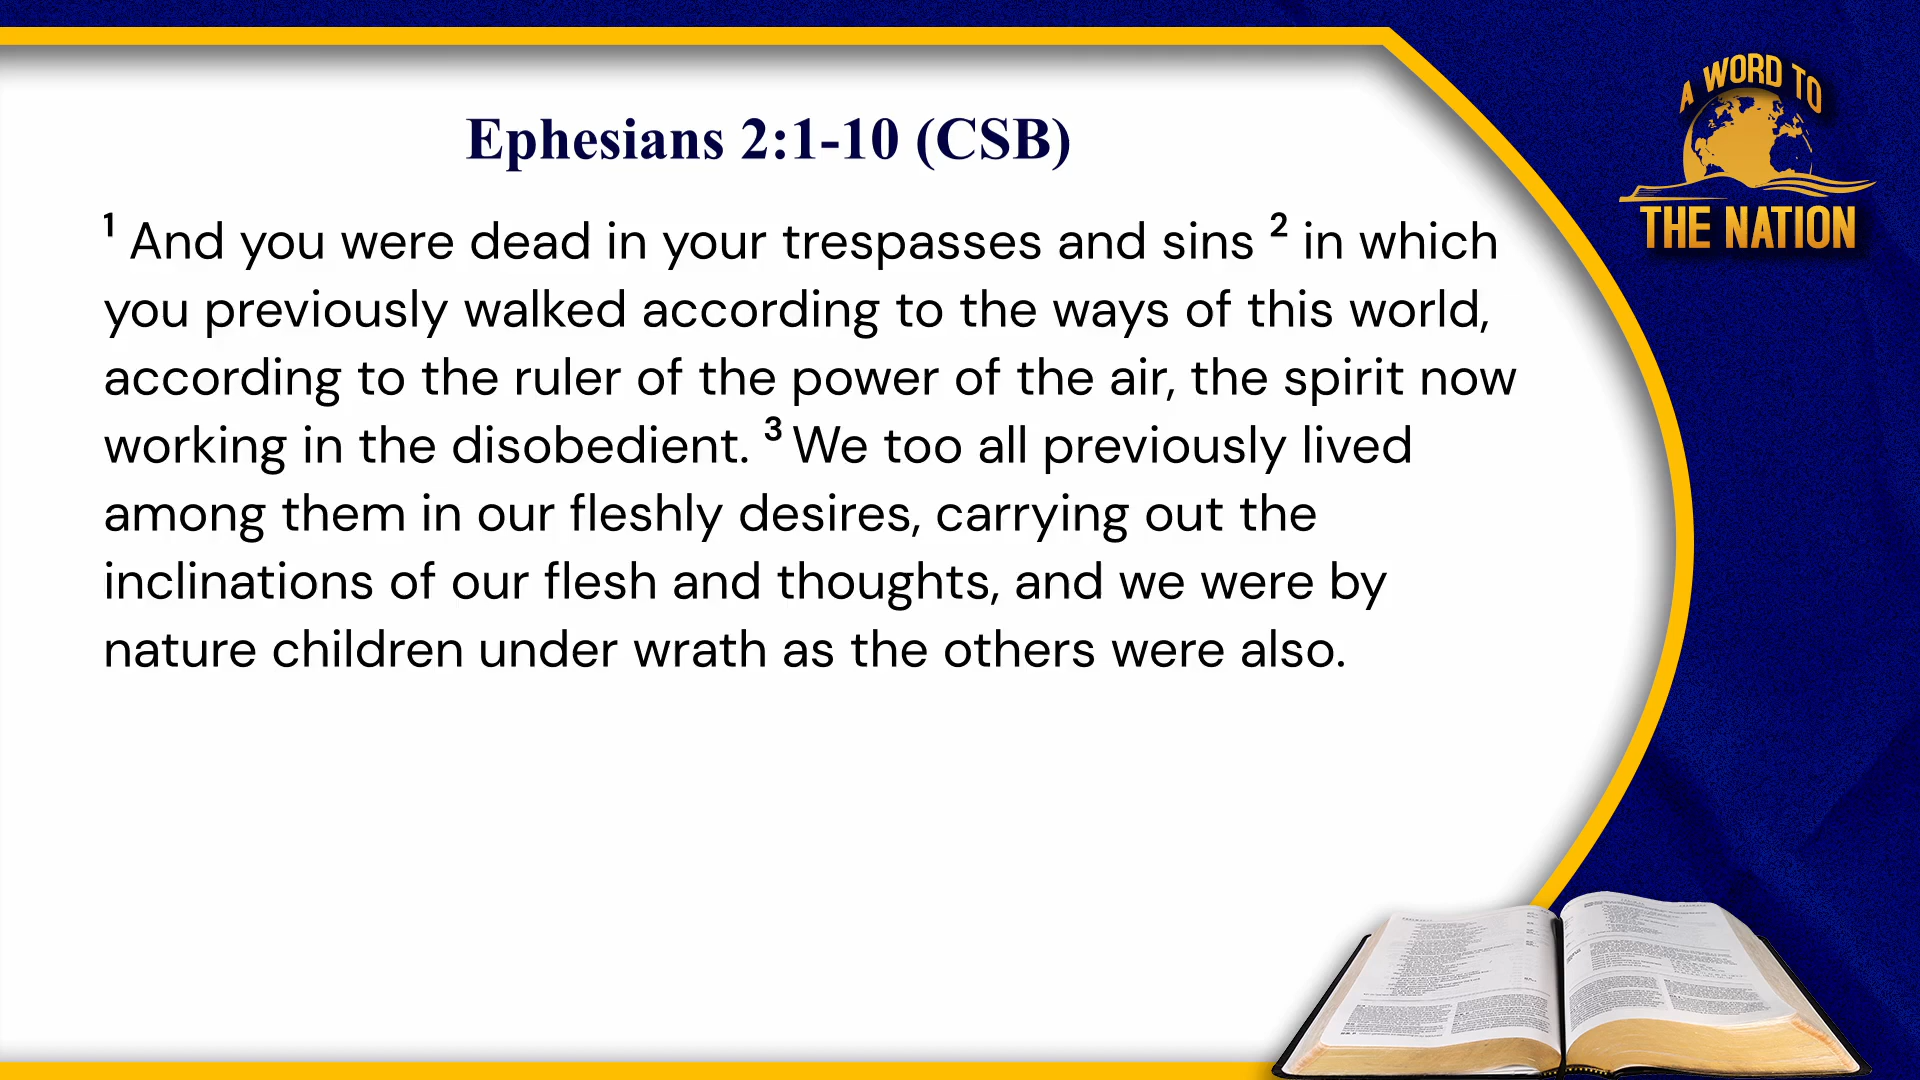 A WORD TO
THE NATION
Ephesians 2:1-10 (CSB)
¹ And you were dead in your trespasses and sins ² in which
you previously walked according to the ways of this world,
according to the ruler of the power of the air, the spirit now
working in the disobedient. ³ We too all previously lived
among them in our fleshly desires, carrying out the
inclinations of our flesh and thoughts, and we were by
nature children under wrath as the others were also.